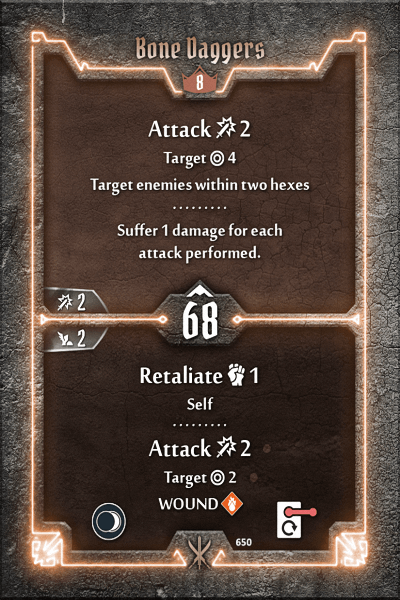 Bone Daggers
8
Attack 2
Target 4
Target enemies within two hexes
Suffer 1 damage for each
attack performed.
2
68
2
Retaliate 1
Self
Attack 2
Target 2
WOUND
650